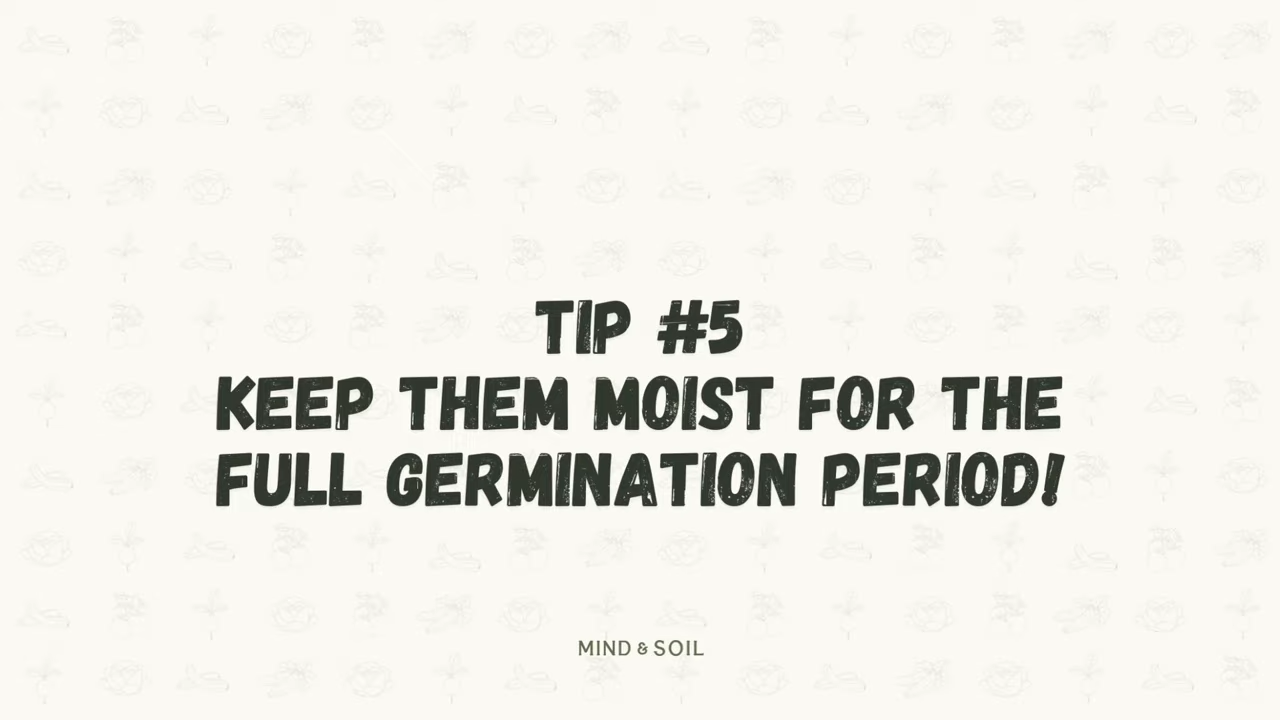 TIP #5
KEEP THEM MOIST FOR THE
FULL GERMINATION PERIOD!
MIND & SOIL